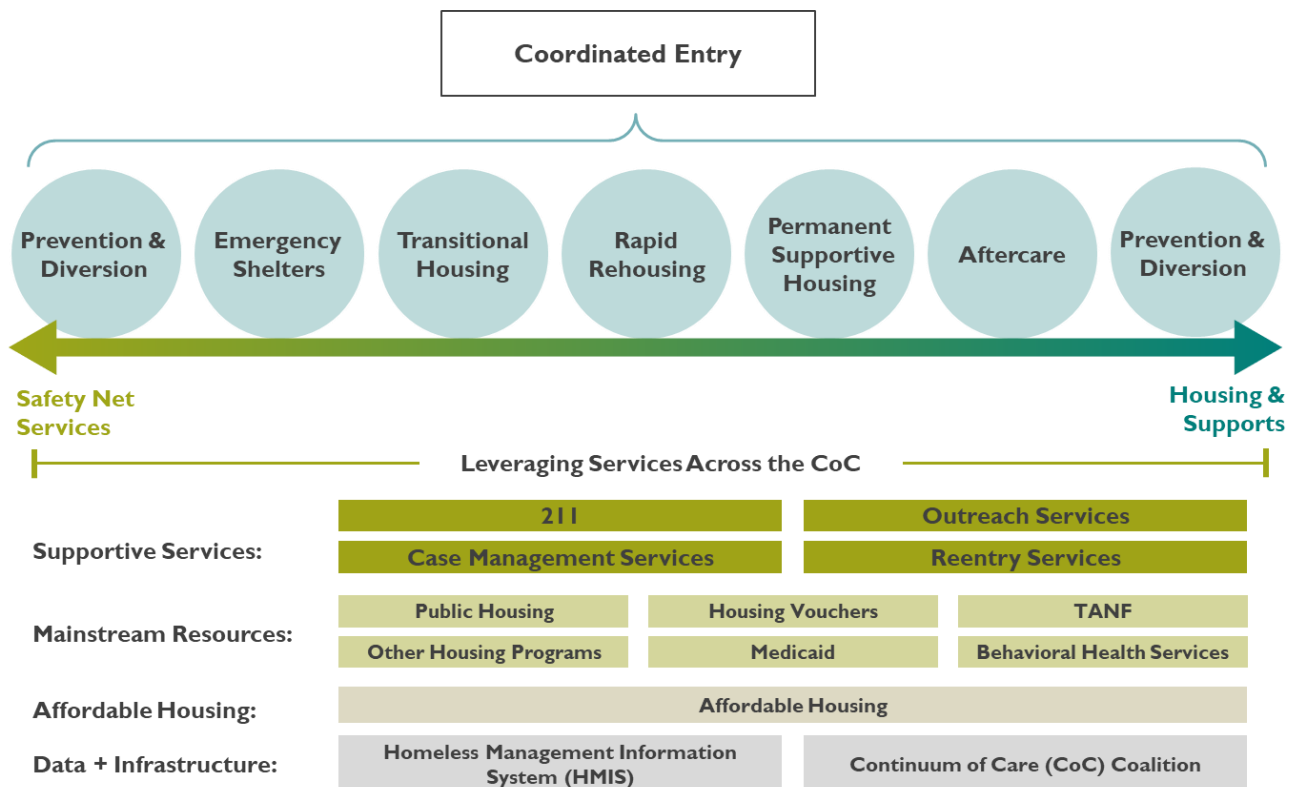 Coordinated Entry
Prevention &
Diversion
Emergency
Shelters
Transitional
Housing
Rapid
Rehousing
Permanent
Supportive
Housing
Aftercare
Prevention &
Diversion
Safety Net
Services
Housing &
Supports
Leveraging Services Across the CoC
Supportive Services:
211
Outreach Services
Case Management Services
Reentry Services
Mainstream Resources:
Public Housing
Housing Vouchers
TANF
Other Housing Programs
Medicaid
Behavioral Health Services
Affordable Housing:
Affordable Housing
Data + Infrastructure:
Homeless Management Information
System (HMIS)
Continuum of Care (CoC) Coalition